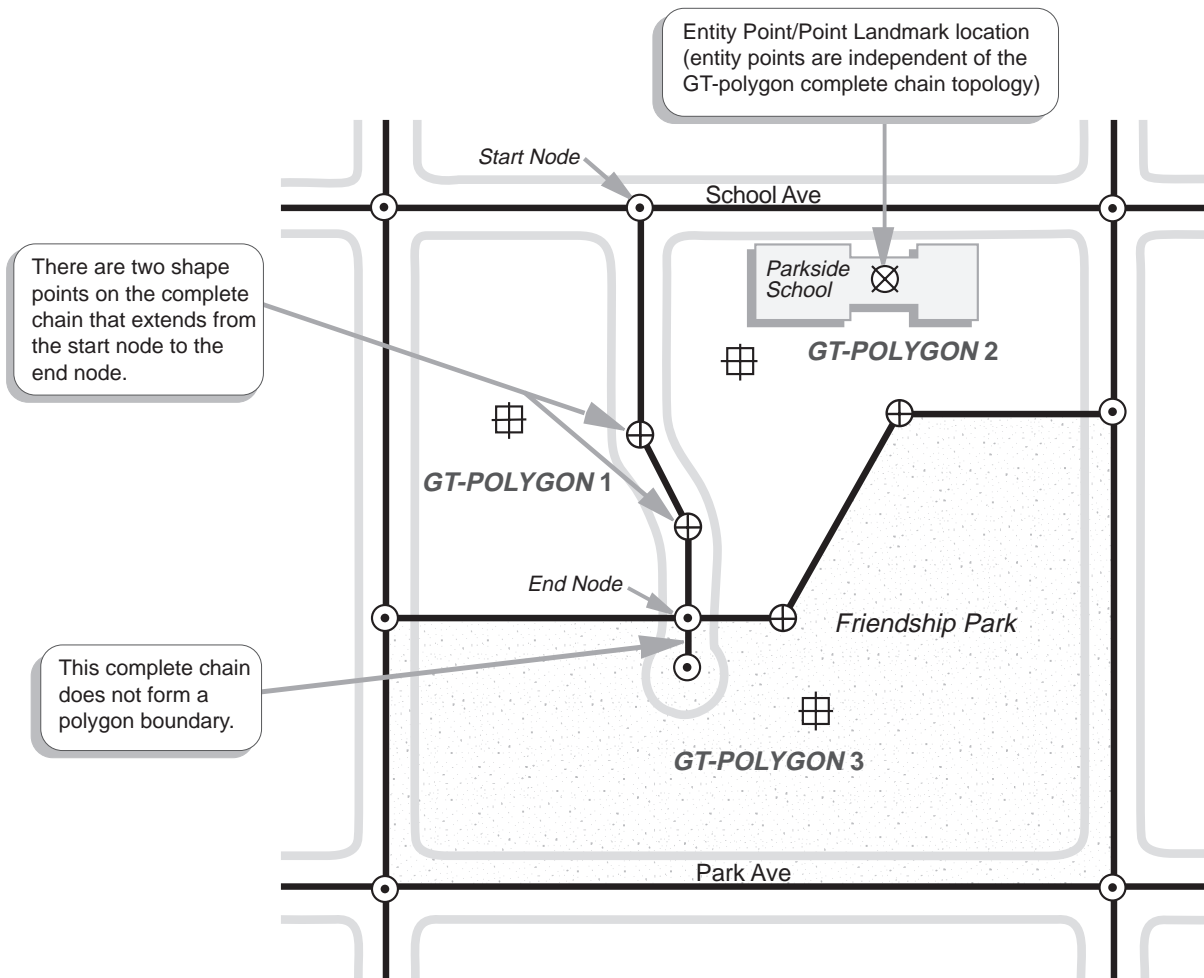 Entity Point/Point Landmark location
(entity points are independent of the
GT-polygon complete chain topology)
Start Node
School Ave
There are two shape
points on the complete
chain that extends from
the start node to the
end node.
Parkside
School
GT-POLYGON 2
GT-POLYGON 1
End Node
Friendship Park
This complete chain
does not form a
polygon boundary.
GT-POLYGON 3
Park Ave